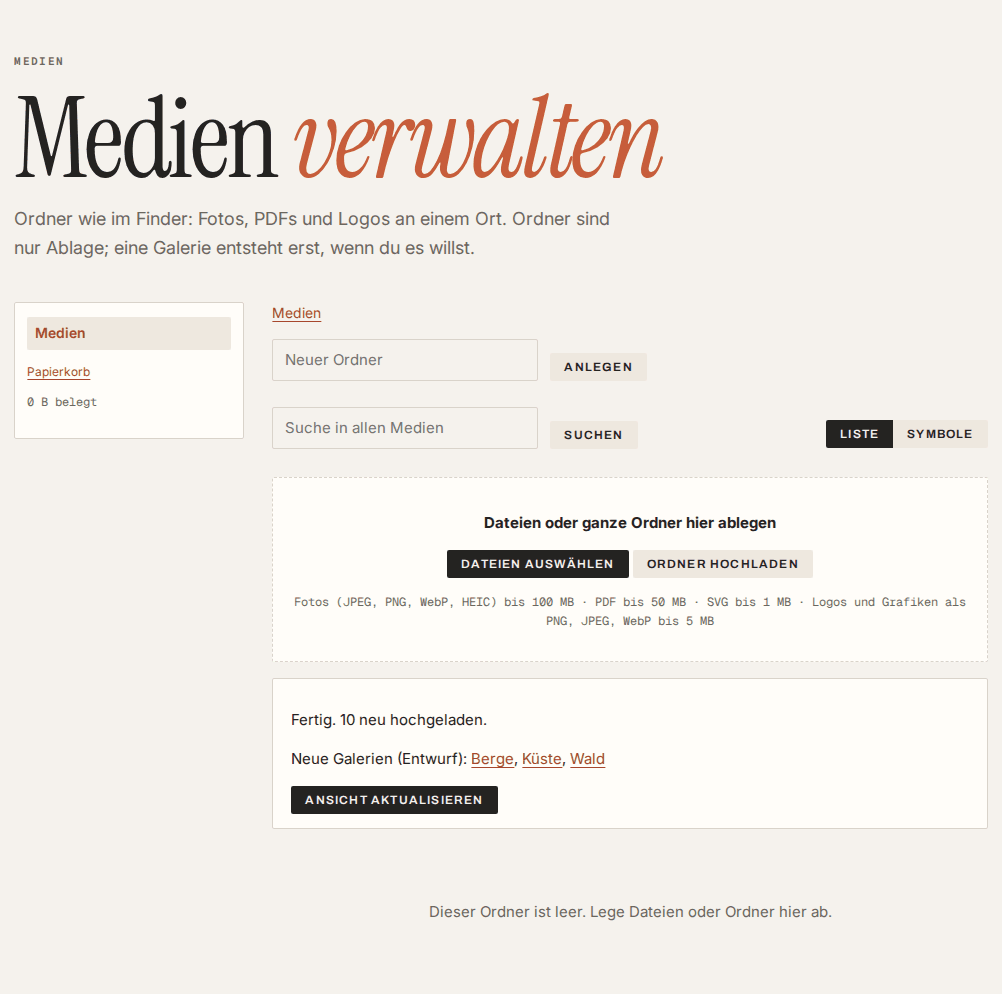 MEDIEN
Medien verwalten
Ordner wie im Finder: Fotos, PDFs und Logos an einem Ort. Ordner sind
nur Ablage; eine Galerie entsteht erst, wenn du es willst.
Medien
Papierkorb
0 B belegt
Medien
Neuer Ordner
ANLEGEN
Suche in allen Medien
SUCHEN
LISTE
SYMBOLE
Dateien oder ganze Ordner hier ablegen
DATEIEN AUSWÄHLEN
ORDNER HOCHLADEN
Fotos (JPEG, PNG, WebP, HEIC) bis 100 MB · PDF bis 50 MB · SVG bis 1 MB · Logos und Grafiken als
PNG, JPEG, WebP bis 5 MB
Fertig. 10 neu hochgeladen.
Neue Galerien (Entwurf): Berge, Küste, Wald
ANSICHT AKTUALISIEREN
Dieser Ordner ist leer. Lege Dateien oder Ordner hier ab.